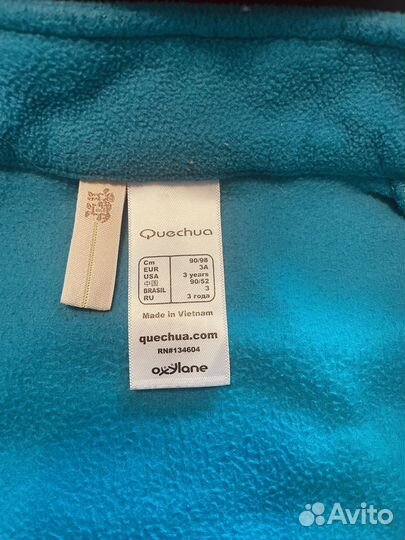 Quechua
Cm 90/98
EUR 3A
USA 3 years
中国 90/52
BRASIL 3
RU 3 года
Made in Vietnam
quechua.com
RN#134604
oxylane
Avito